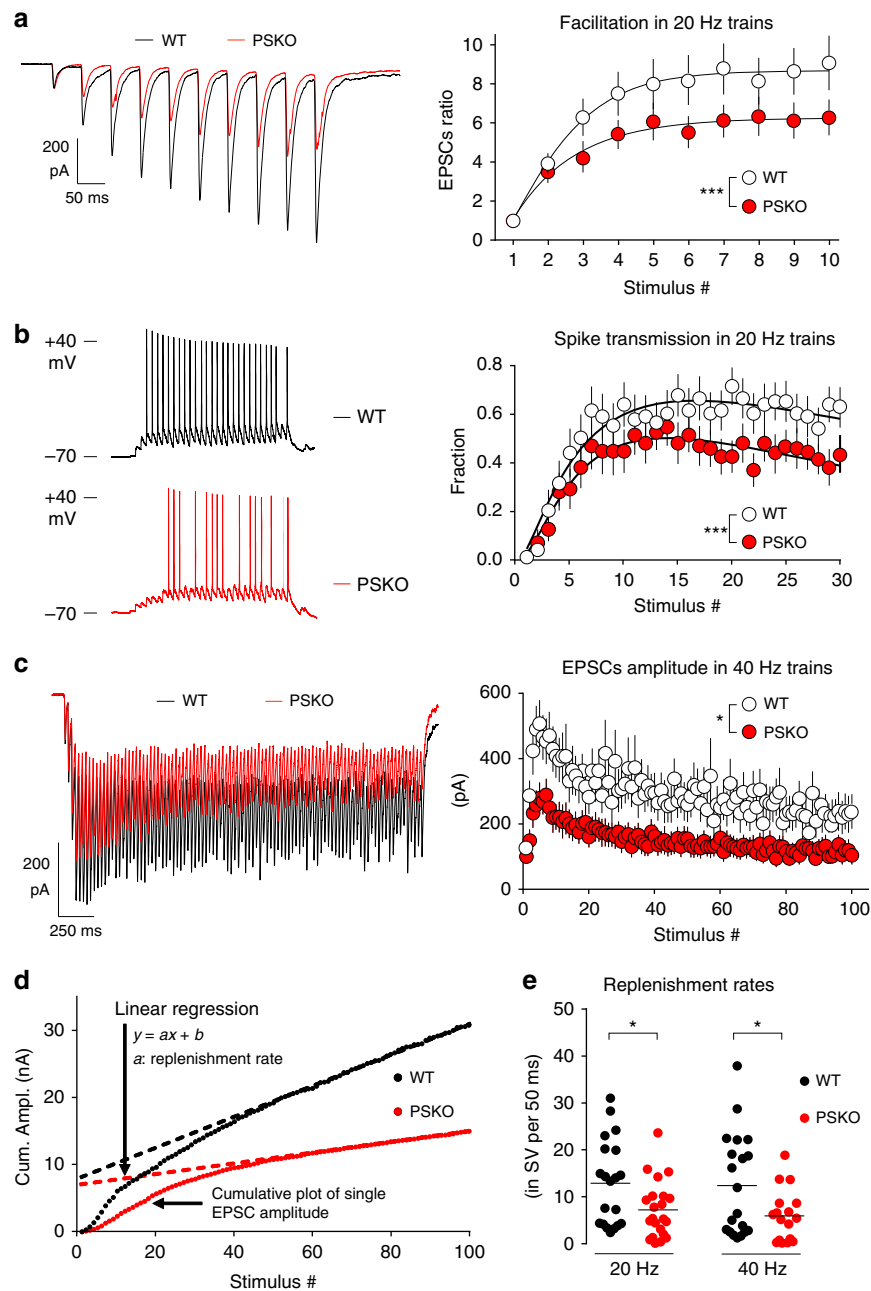 a
WT PSKO
200
pA
50 ms
Facilitation in 20 Hz trains
EPSCs ratio
10
8
6
4
2
0
WT
***
PSKO
1 2 3 4 5 6 7 8 9 10
Stimulus #
b
+40
mV
WT
−70
+40
mV
PSKO
−70
Spike transmission in 20 Hz trains
Fraction
0.8
0.6
0.4
0.2
0.0
WT
***
PSKO
0 5 10 15 20 25 30
Stimulus #
c
WT PSKO
200
pA
250 ms
EPSCs amplitude in 40 Hz trains
(pA)
600
400
200
0
WT
*
PSKO
0 20 40 60 80 100
Stimulus #
d
Cum. Ampl. (nA)
30
20
10
0
Linear regression
y = ax + b
a: replenishment rate
WT
PSKO
Cumulative plot of single
EPSC amplitude
0 20 40 60 80 100
Stimulus #
e
Replenishment rates
(in SV per 50 ms)
50
40
30
20
10
0
* *
WT
PSKO
20 Hz 40 Hz